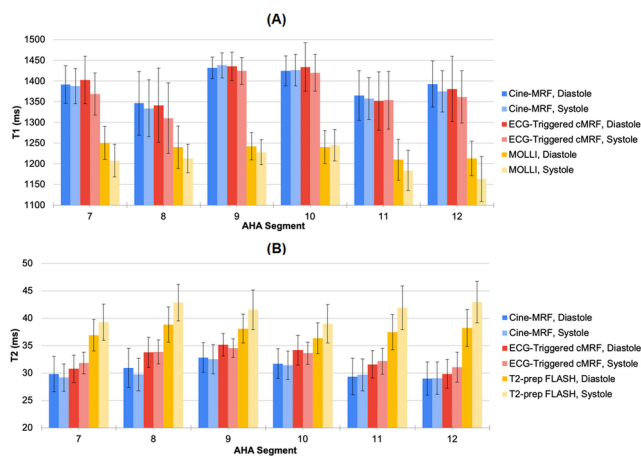 (A)
1500
1450
1400
1350
1300
1250
1200
1150
1100
T1 (ms)
7 8 9 10 11 12
AHA Segment
Cine-MRF, Diastole
Cine-MRF, Systole
ECG-Triggered cMRF, Diastole
ECG-Triggered cMRF, Systole
MOLLI, Diastole
MOLLI, Systole
(B)
50
45
40
35
30
25
20
T2 (ms)
7 8 9 10 11 12
AHA Segment
Cine-MRF, Diastole
Cine-MRF, Systole
ECG-Triggered cMRF, Diastole
ECG-Triggered cMRF, Systole
T2-prep FLASH, Diastole
T2-prep FLASH, Systole